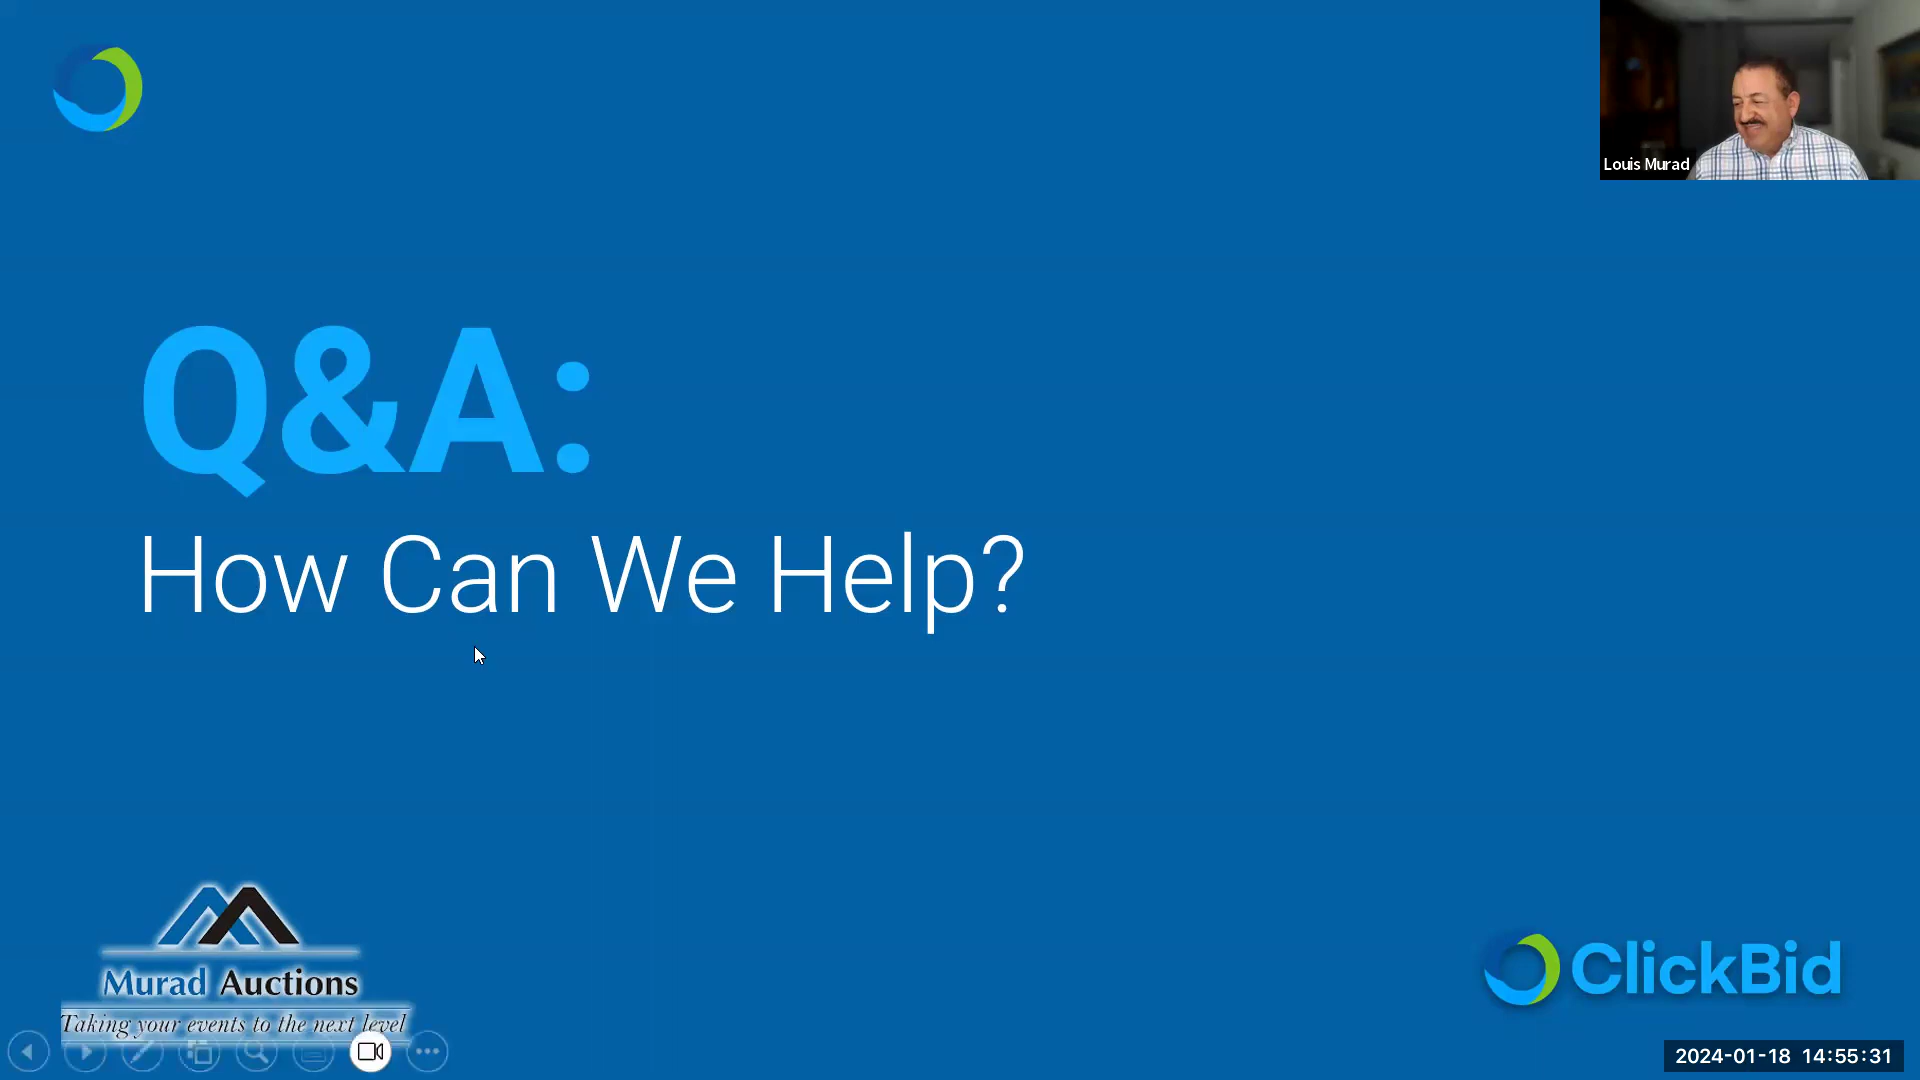 Louis Murad
Q&A:
How Can We Help?
Murad Auctions
Taking your events to the next level
ClickBid
2024-01-18 14:55:31